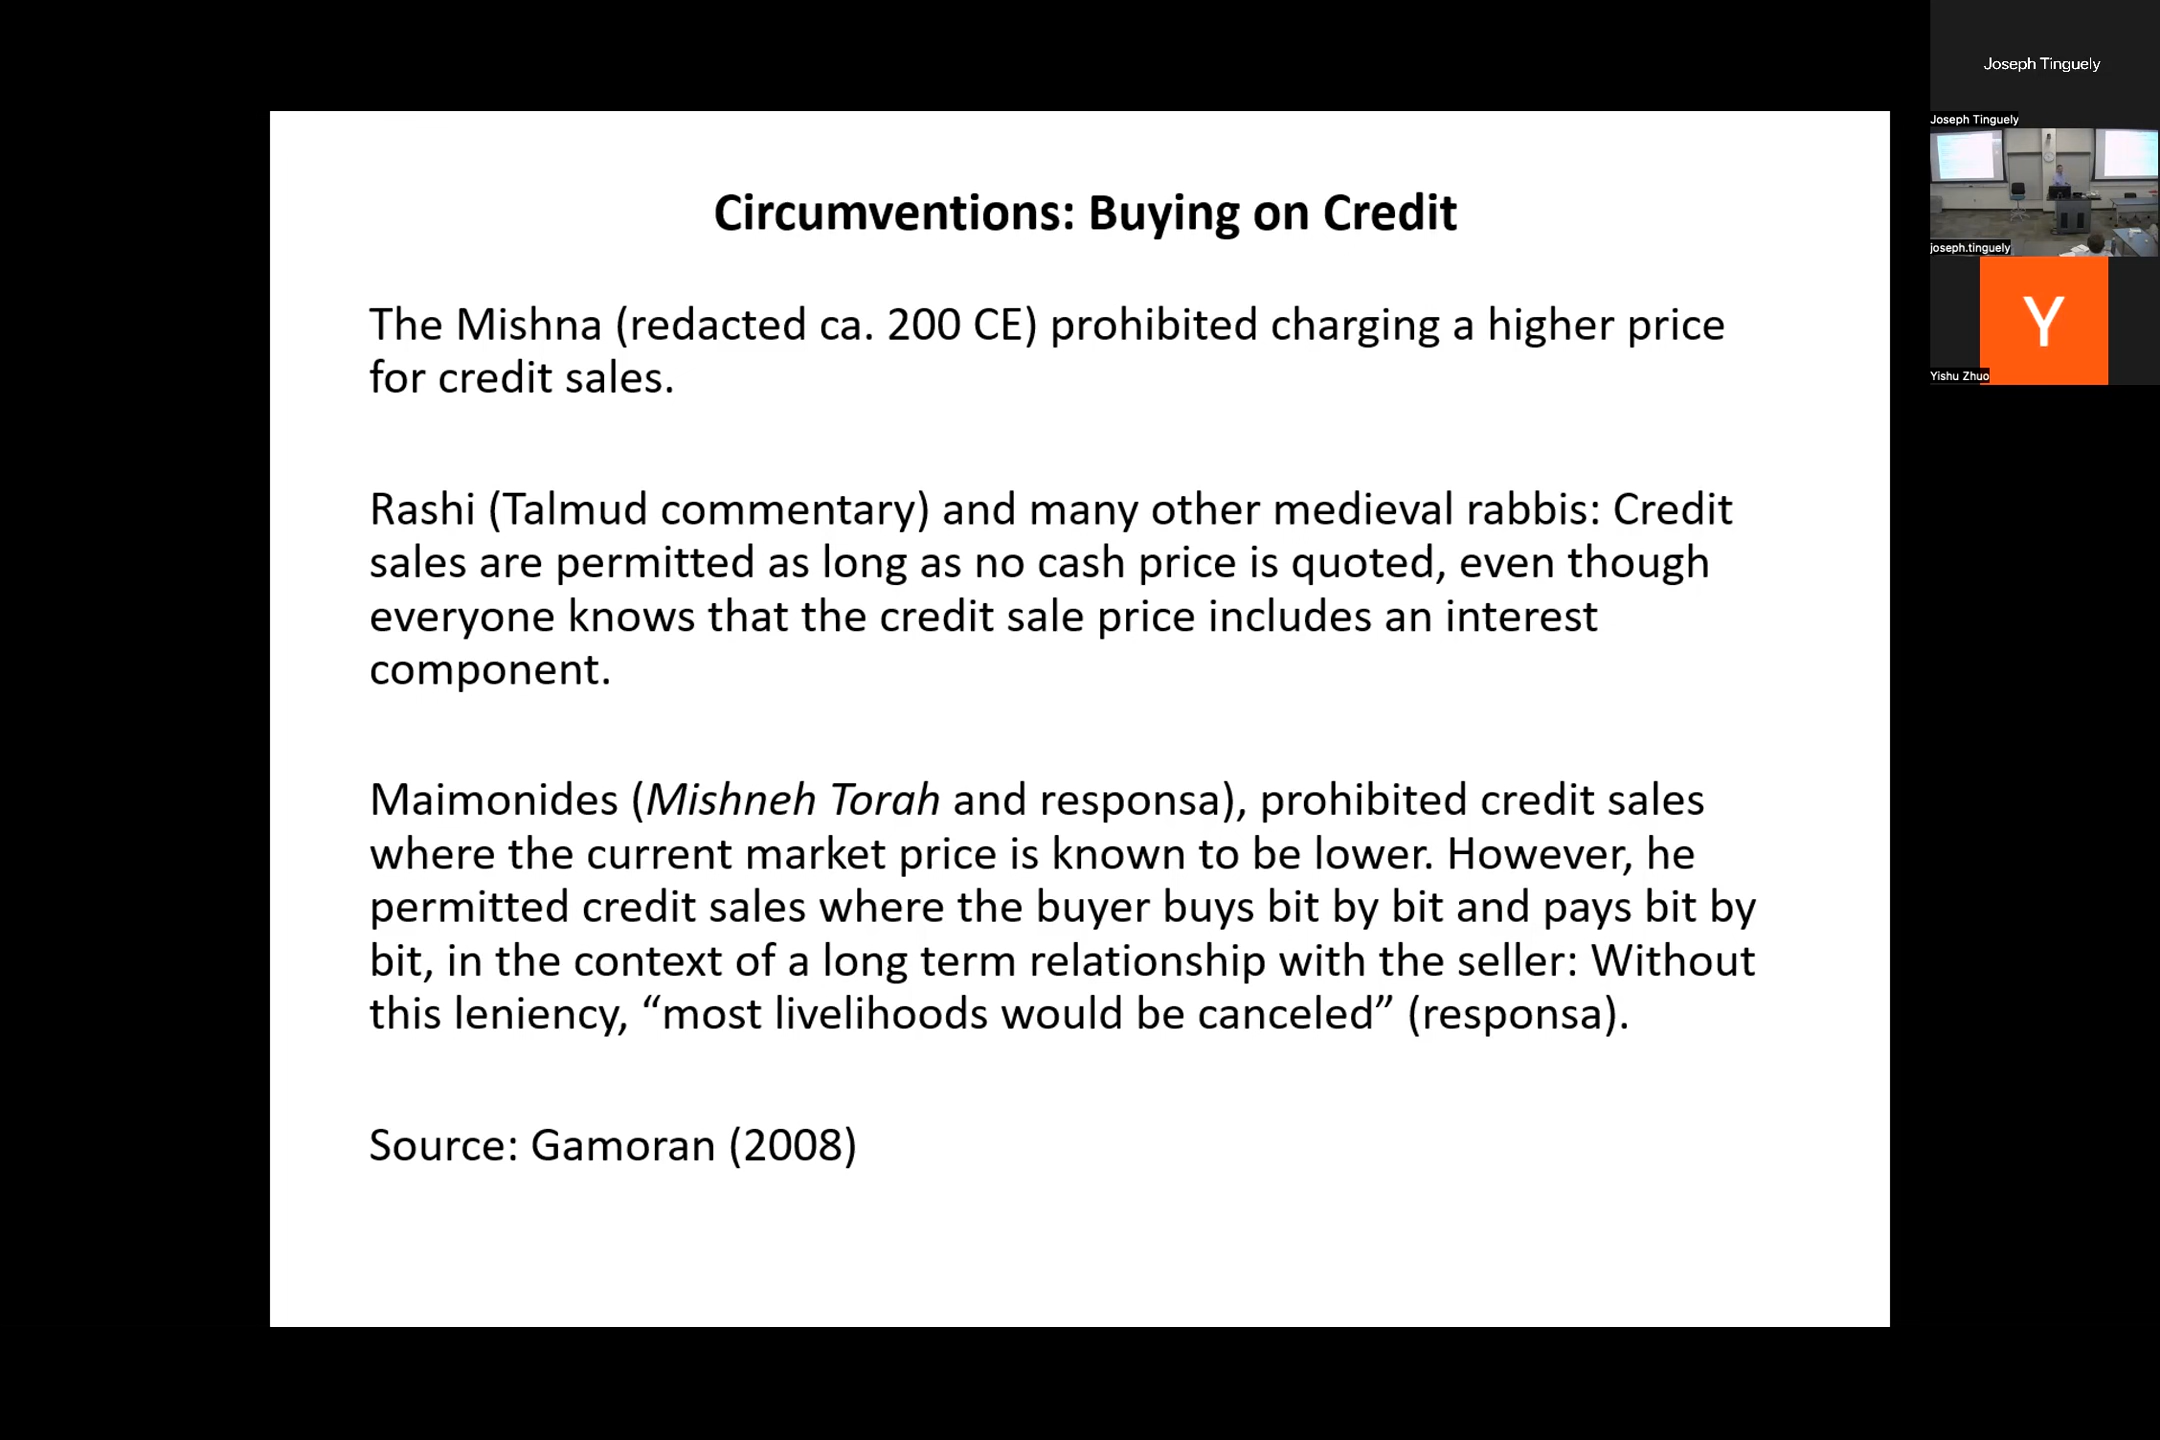 Circumventions: Buying on Credit
The Mishna (redacted ca. 200 CE) prohibited charging a higher price
for credit sales.
Rashi (Talmud commentary) and many other medieval rabbis: Credit
sales are permitted as long as no cash price is quoted, even though
everyone knows that the credit sale price includes an interest
component.
Maimonides (Mishneh Torah and responsa), prohibited credit sales
where the current market price is known to be lower. However, he
permitted credit sales where the buyer buys bit by bit and pays bit by
bit, in the context of a long term relationship with the seller: Without
this leniency, “most livelihoods would be canceled” (responsa).
Source: Gamoran (2008)
Joseph Tinguely
Joseph Tinguely
joseph.tinguely
Y
Yishu Zhuo